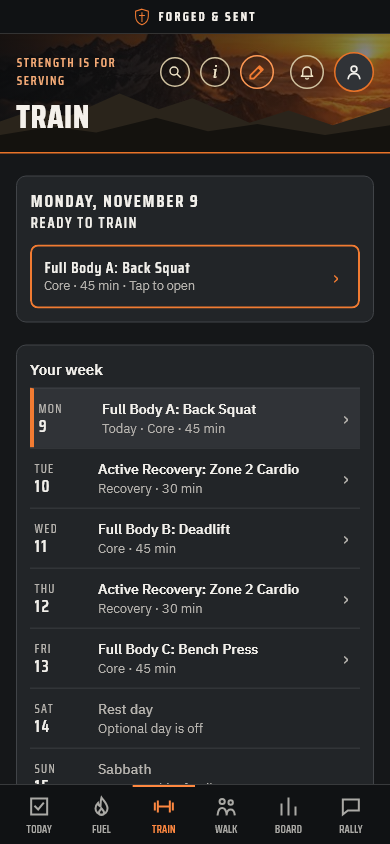 FORGED & SENT
STRENGTH IS FOR
SERVING
TRAIN
MONDAY, NOVEMBER 9
READY TO TRAIN
Full Body A: Back Squat
Core · 45 min · Tap to open
Your week
MON
9
Full Body A: Back Squat
Today · Core · 45 min
TUE
10
Active Recovery: Zone 2 Cardio
Recovery · 30 min
WED
11
Full Body B: Deadlift
Core · 45 min
THU
12
Active Recovery: Zone 2 Cardio
Recovery · 30 min
FRI
13
Full Body C: Bench Press
Core · 45 min
SAT
14
Rest day
Optional day is off
SUN
Sabbath
TODAY
FUEL
TRAIN
WALK
BOARD
RALLY